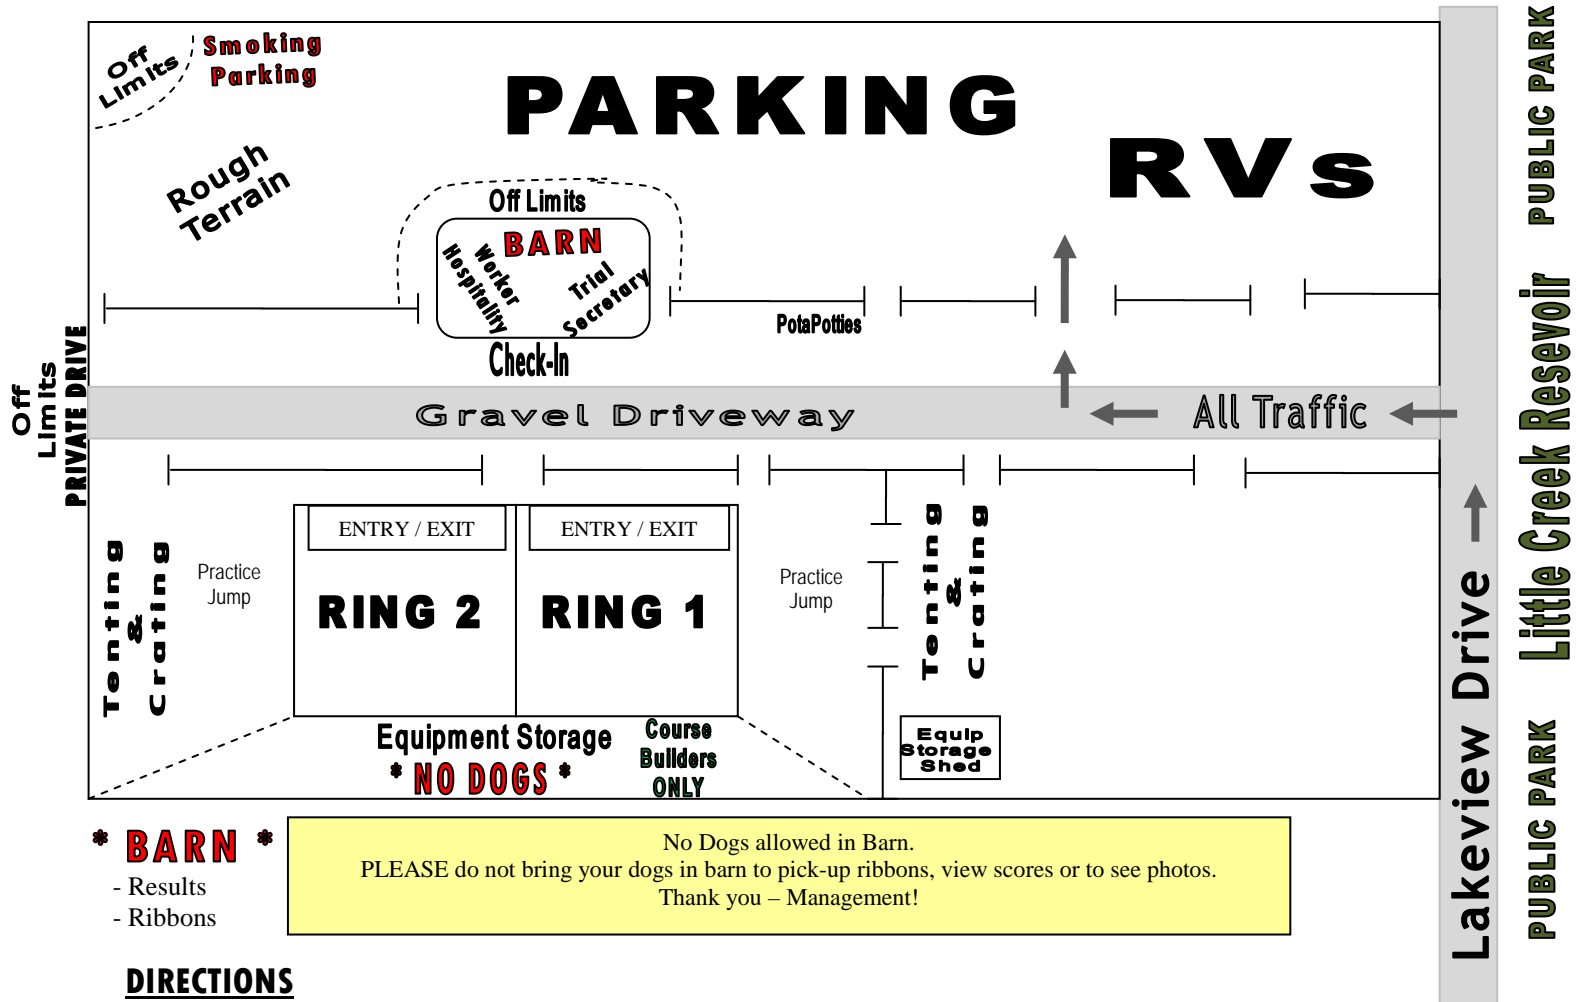 Off
Limits
Smoking
Parking
PARKING
RVs
PUBLIC PARK
Rough
Terrain
Off Limits
BARN
Worker
Hospitality
Trial
Secretary
PotaPotties
Check-In
Off
Limits
PRIVATE DRIVE
Gravel Driveway
All Traffic
Little Creek Resevoir
ENTRY / EXIT
ENTRY / EXIT
Tenting
&
Crating
Practice
Jump
RING 2
RING 1
Practice
Jump
Tenting
&
Crating
Equipment Storage
* NO DOGS *
Course
Builders
ONLY
Equip
Storage
Shed
Lakeview Drive
PUBLIC PARK
* BARN *
- Results
- Ribbons
No Dogs allowed in Barn.
PLEASE do not bring your dogs in barn to pick-up ribbons, view scores or to see photos.
Thank you – Management!
DIRECTIONS